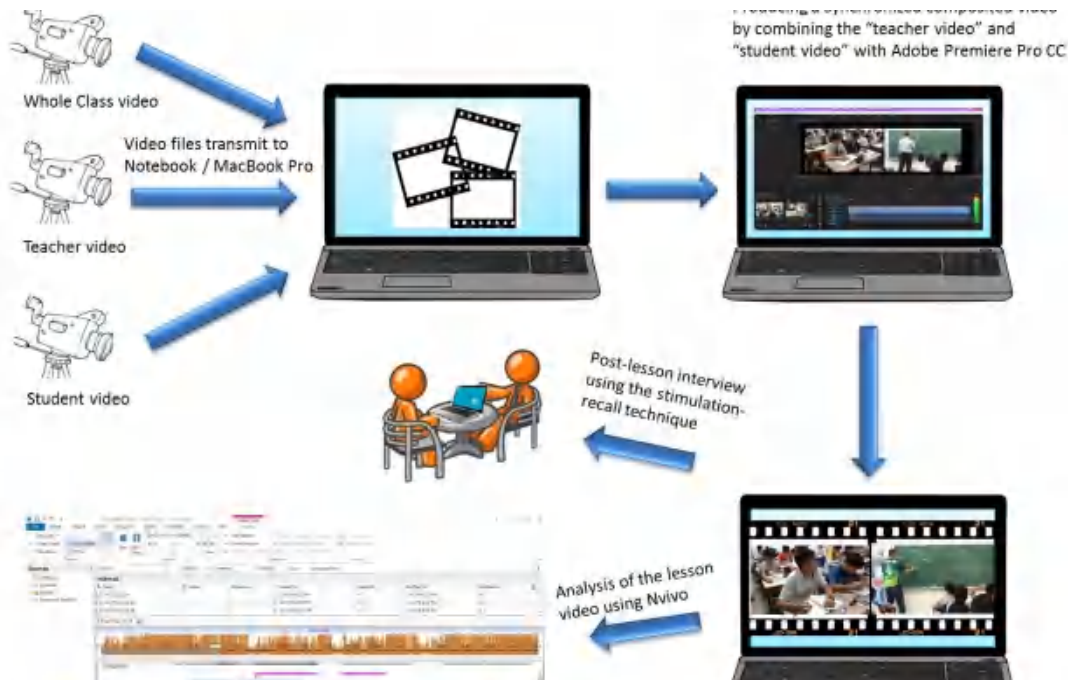 Producing a synchronized composited video
by combining the “teacher video” and
“student video” with Adobe Premiere Pro CC
Whole Class video
Video files transmit to
Notebook / MacBook Pro
Teacher video
Student video
Post-lesson interview
using the stimulation-
recall technique
Analysis of the lesson
video using Nvivo